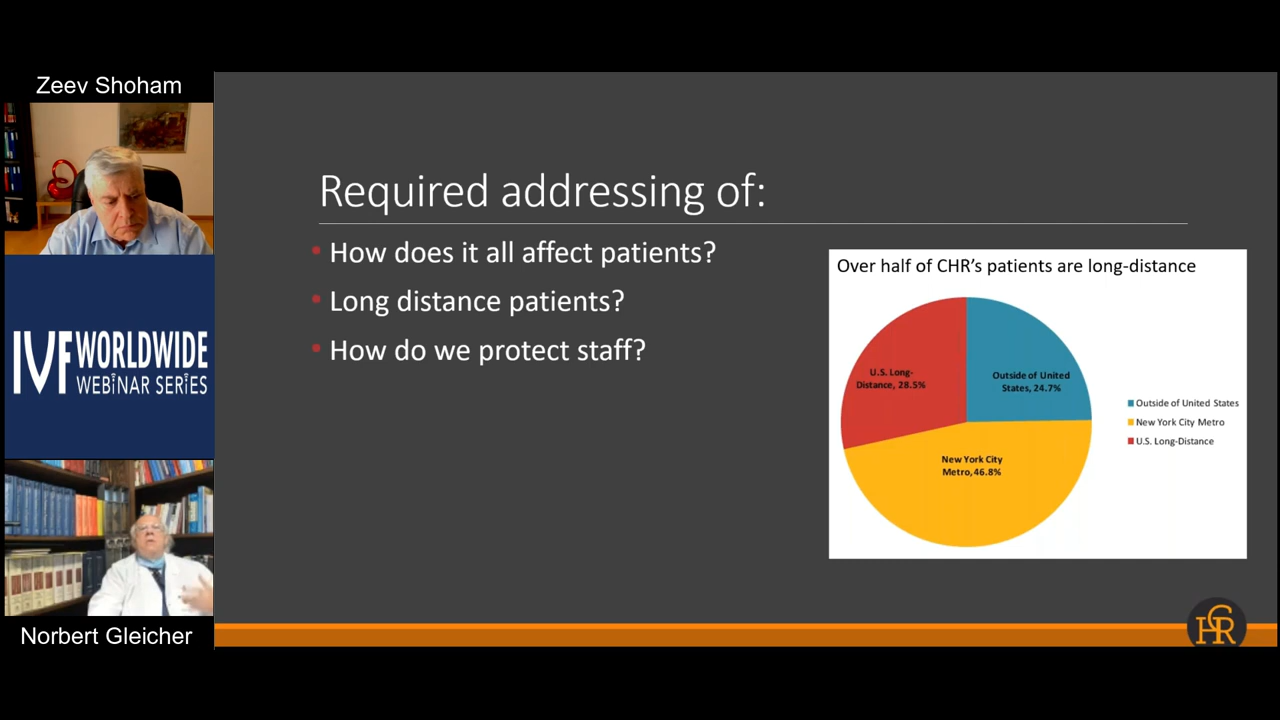 Zeev Shoham
IVF WORLDWIDE
WEBINAR SERIES
Norbert Gleicher
Required addressing of:
• How does it all affect patients?
• Long distance patients?
• How do we protect staff?
Over half of CHR's patients are long-distance
U.S. Long-
Distance, 28.5%
Outside of United
States, 24.7%
New York City
Metro, 46.8%
Outside of United States
New York City Metro
U.S. Long-Distance
CHR